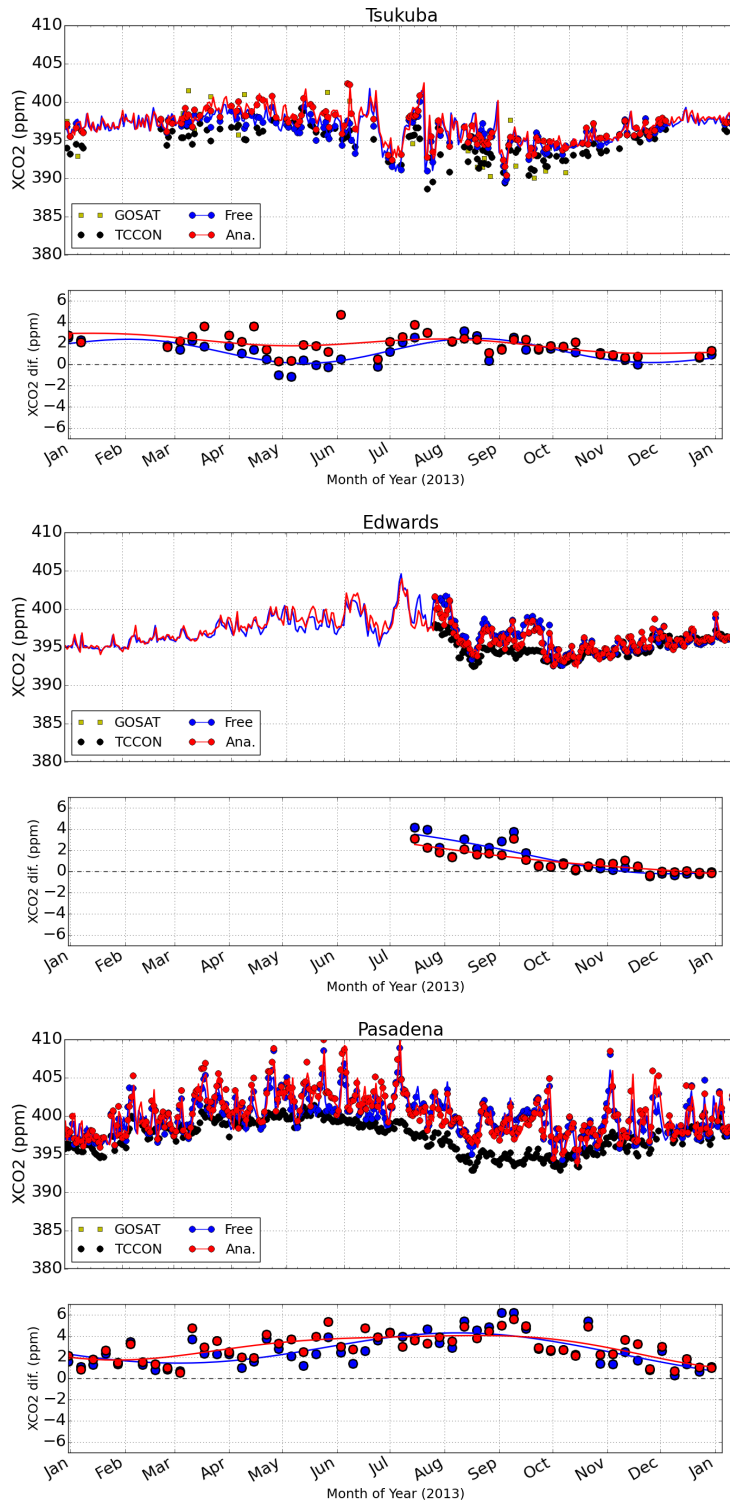 Tsukuba
410
405
400
395
390
385
380
XCO2 (ppm)
GOSAT
TCCON
Free
Ana.
6
4
2
0
−2
−4
−6
XCO2 dif. (ppm)
Jan Feb Mar Apr May Jun Jul Aug Sep Oct Nov Dec Jan
Month of Year (2013)
Edwards
410
405
400
395
390
385
380
XCO2 (ppm)
GOSAT
TCCON
Free
Ana.
6
4
2
0
−2
−4
−6
XCO2 dif. (ppm)
Jan Feb Mar Apr May Jun Jul Aug Sep Oct Nov Dec Jan
Month of Year (2013)
Pasadena
410
405
400
395
390
385
380
XCO2 (ppm)
GOSAT
TCCON
Free
Ana.
6
4
2
0
−2
−4
−6
XCO2 dif. (ppm)
Jan Feb Mar Apr May Jun Jul Aug Sep Oct Nov Dec Jan
Month of Year (2013)